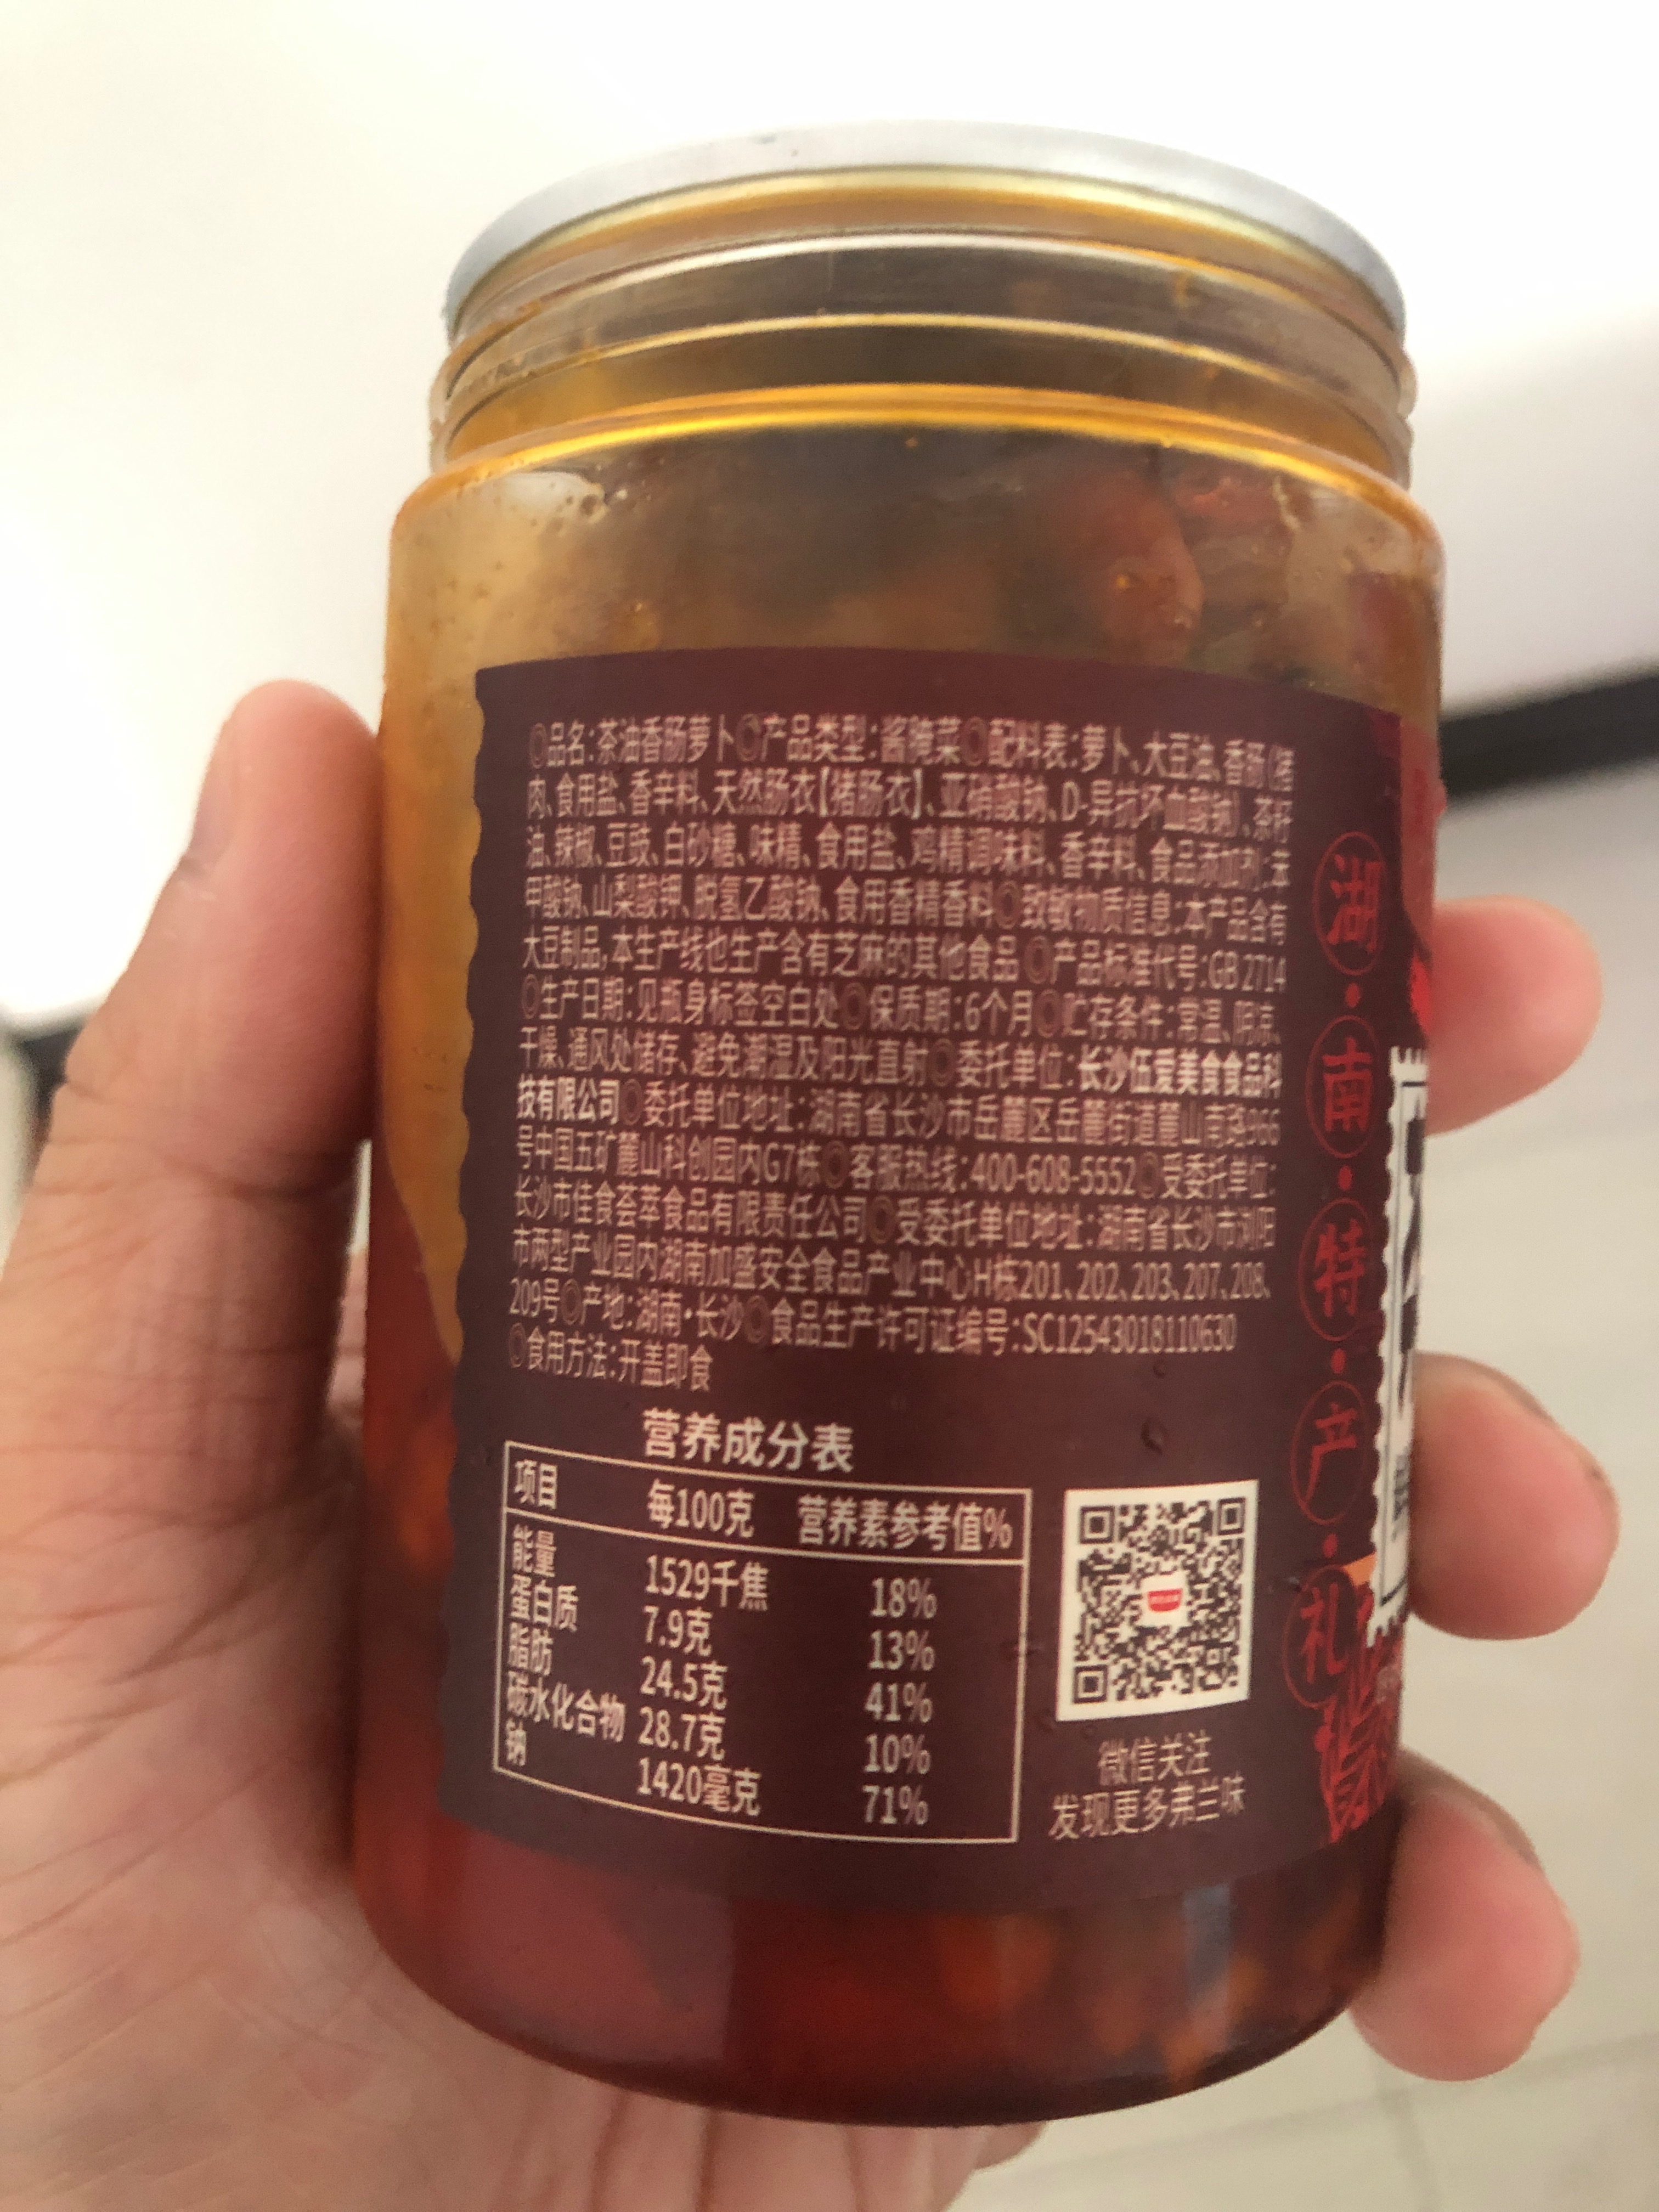 ◎品名:茶油香肠萝卜◎产品类型:酱腌菜◎配料表:萝卜、大豆油、香肠(猪
肉、食用盐、香辛料、天然肠衣【猪肠衣】、亚硝酸钠、D-异抗坏血酸钠)、茶籽
油、辣椒、豆豉、白砂糖、味精、食用盐、鸡精调味料、香辛料、食品添加剂:苯
甲酸钠、山梨酸钾、脱氢乙酸钠、食用香精香料◎致敏物质信息:本产品含有
大豆制品,本生产线也生产含有芝麻的其他食品◎产品标准代号:GB 2714
◎生产日期:见瓶身标签空白处◎保质期:6个月◎贮存条件:常温、阴凉、
干燥、通风处储存、避免潮湿及阳光直射◎委托单位:长沙伍爱美食食品科
技有限公司◎委托单位地址:湖南省长沙市岳麓区岳麓街道麓山南路966
号中国五矿麓山科创园内G7栋◎客服热线:400-608-5552◎受委托单位:
长沙市佳食荟萃食品有限责任公司◎受委托单位地址:湖南省长沙市浏阳
市两型产业园内湖南加盛安全食品产业中心H栋201、202、203、207、208、
209号◎产地:湖南·长沙◎食品生产许可证编号:SC12543018110630
◎食用方法:开盖即食
营养成分表
项目 每100克 营养素参考值%
能量 1529千焦 18%
蛋白质 7.9克 13%
脂肪 24.5克 41%
碳水化合物 28.7克 10%
钠 1420毫克 71%
微信关注
发现更多弗兰味
湖·南·特·产·礼